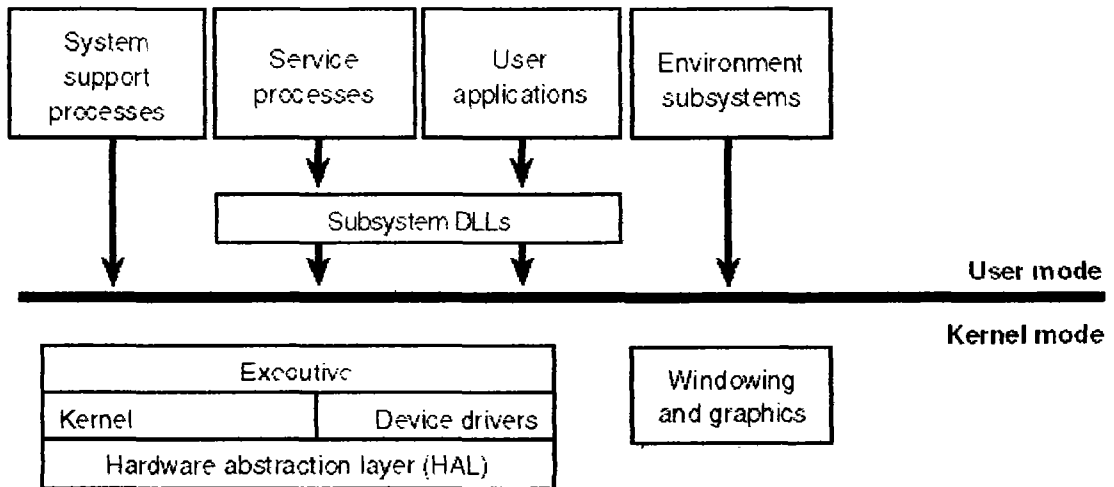 System
support
processes
Service
processes
User
applications
Environment
subsystems
Subsystem DLLs
User mode
Kernel mode
Executive
Kernel
Device drivers
Hardware abstraction layer (HAL)
Windowing
and graphics